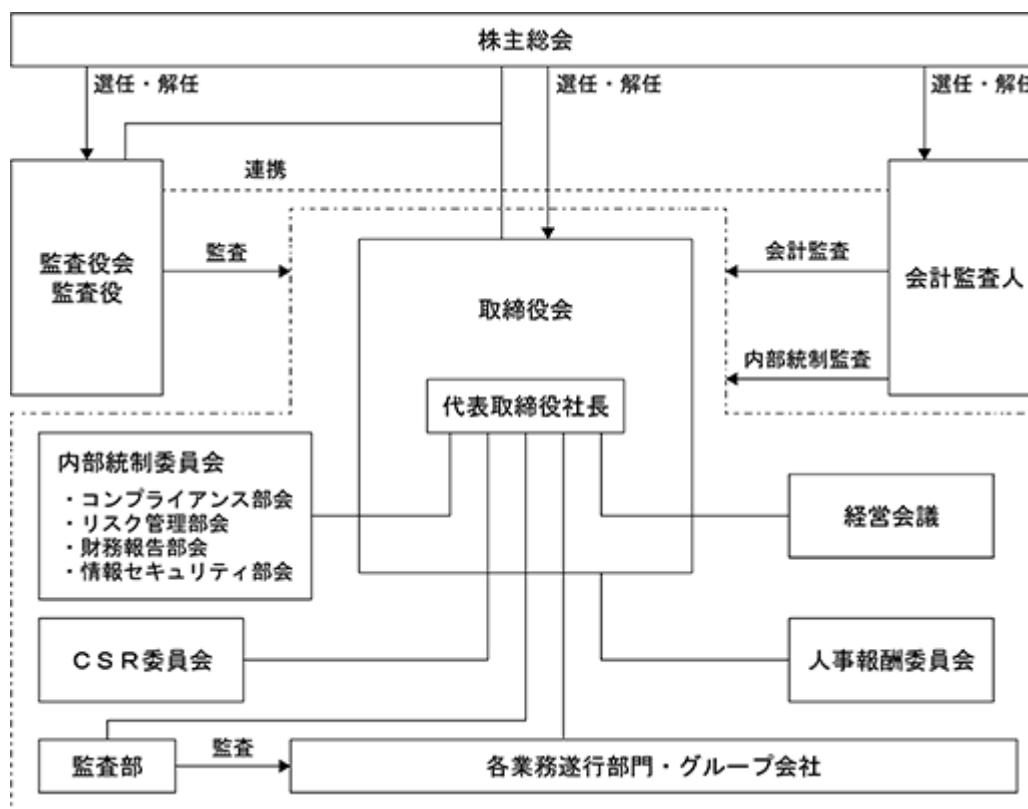 株主総会
選任・解任
選任・解任
選任・解任
連携
監査役会
監査役
監査
取締役会
会計監査
会計監査人
内部統制監査
代表取締役社長
内部統制委員会
・コンプライアンス部会
・リスク管理部会
・財務報告部会
・情報セキュリティ部会
経営会議
CSR委員会
人事報酬委員会
監査部
監査
各業務遂行部門・グループ会社